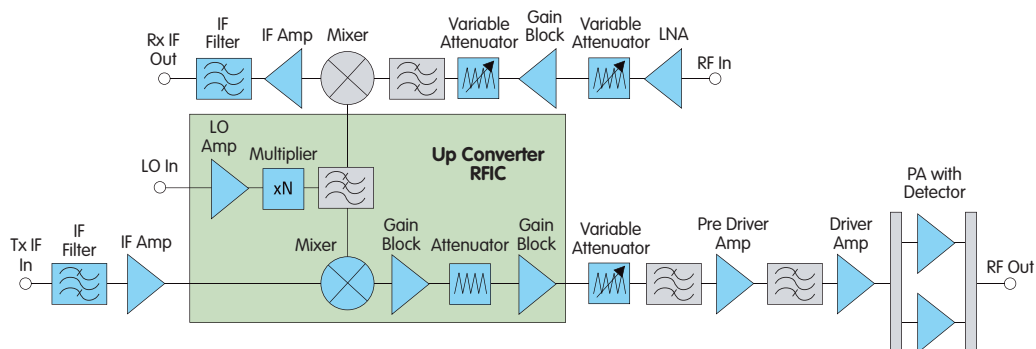 Rx IF
Out
IF
Filter
IF Amp
Mixer
Variable
Attenuator
Gain
Block
Variable
Attenuator
LNA
RF In
LO In
LO
Amp
Multiplier
xN
Up Converter
RFIC
Tx IF
In
IF
Filter
IF Amp
Mixer
Gain
Block
Attenuator
Gain
Block
Variable
Attenuator
Pre Driver
Amp
Driver
Amp
PA with
Detector
RF Out